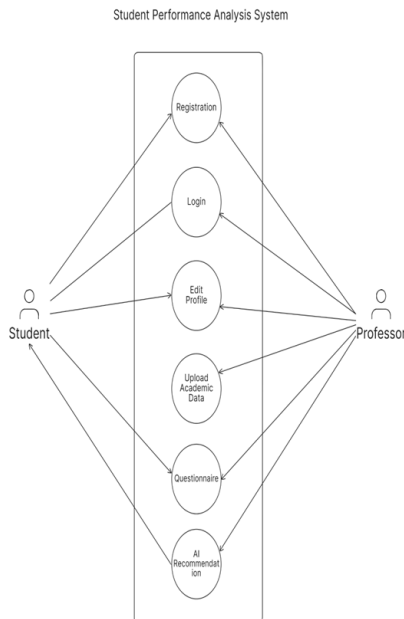 Student Performance Analysis System
Registration
Login
Edit
Profile
Student
Professor
Upload
Academic
Data
Questionnaire
AI
Recommendat
ion